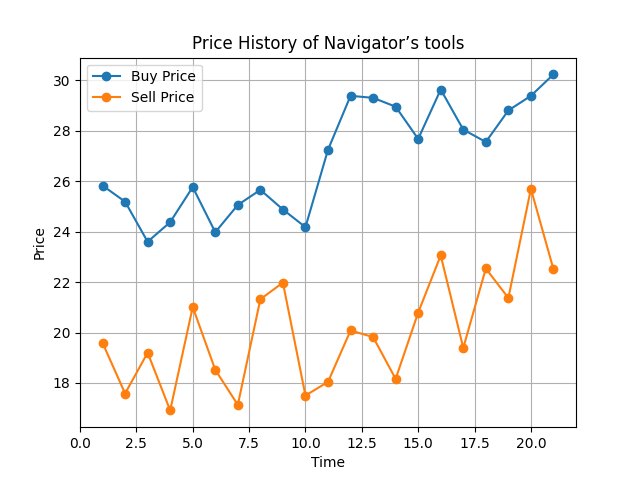 Price History of Navigator’s tools
Buy Price
Sell Price
30
28
26
24
22
20
18
Price
0.0 2.5 5.0 7.5 10.0 12.5 15.0 17.5 20.0
Time